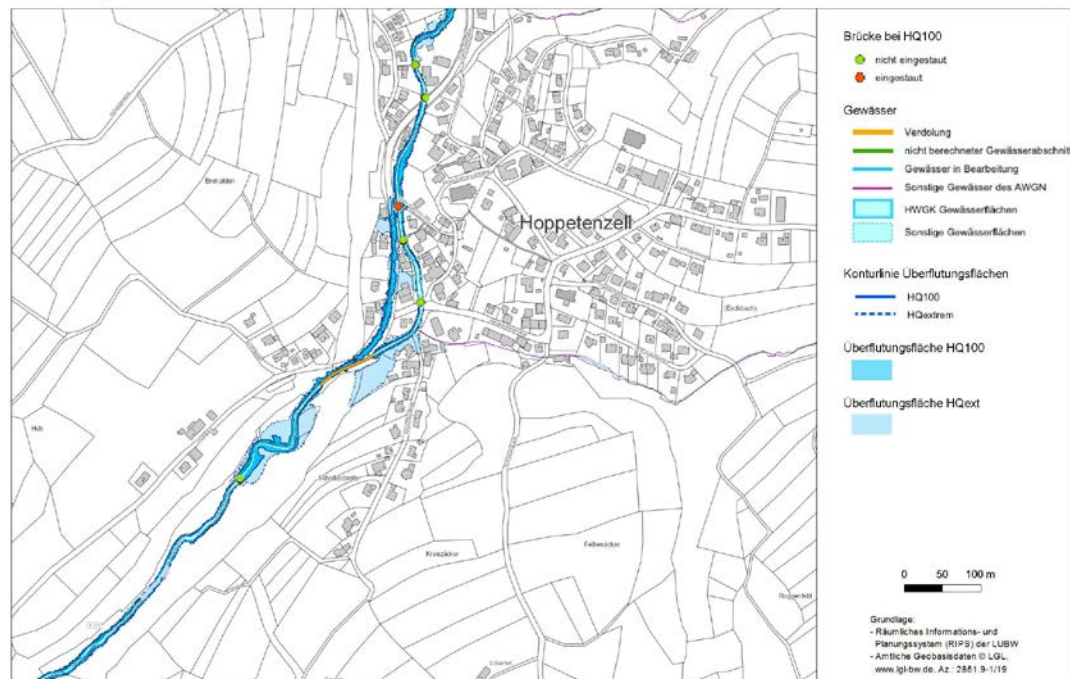 Hoppetenzell
Brücke bei HQ100
nicht eingestaut
eingestaut
Gewässer
Verdolung
nicht berechneter Gewässerabschnitt
Gewässer in Bearbeitung
Sonstige Gewässer des AWGN
HWGK Gewässerflächen
Sonstige Gewässerflächen
Konturlinie Überflutungsflächen
HQ100
HQextrem
Überflutungsfläche HQ100
Überflutungsfläche HQext
0 50 100 m
Grundlage:
- Räumliches Informations- und
Planungssystem (RIPS) der LUBW
- Amtliche Geobasisdaten © LGL,
www.lgl-bw.de, Az.: 2851.9-1/19
Felbenäcker
Roggenfeld